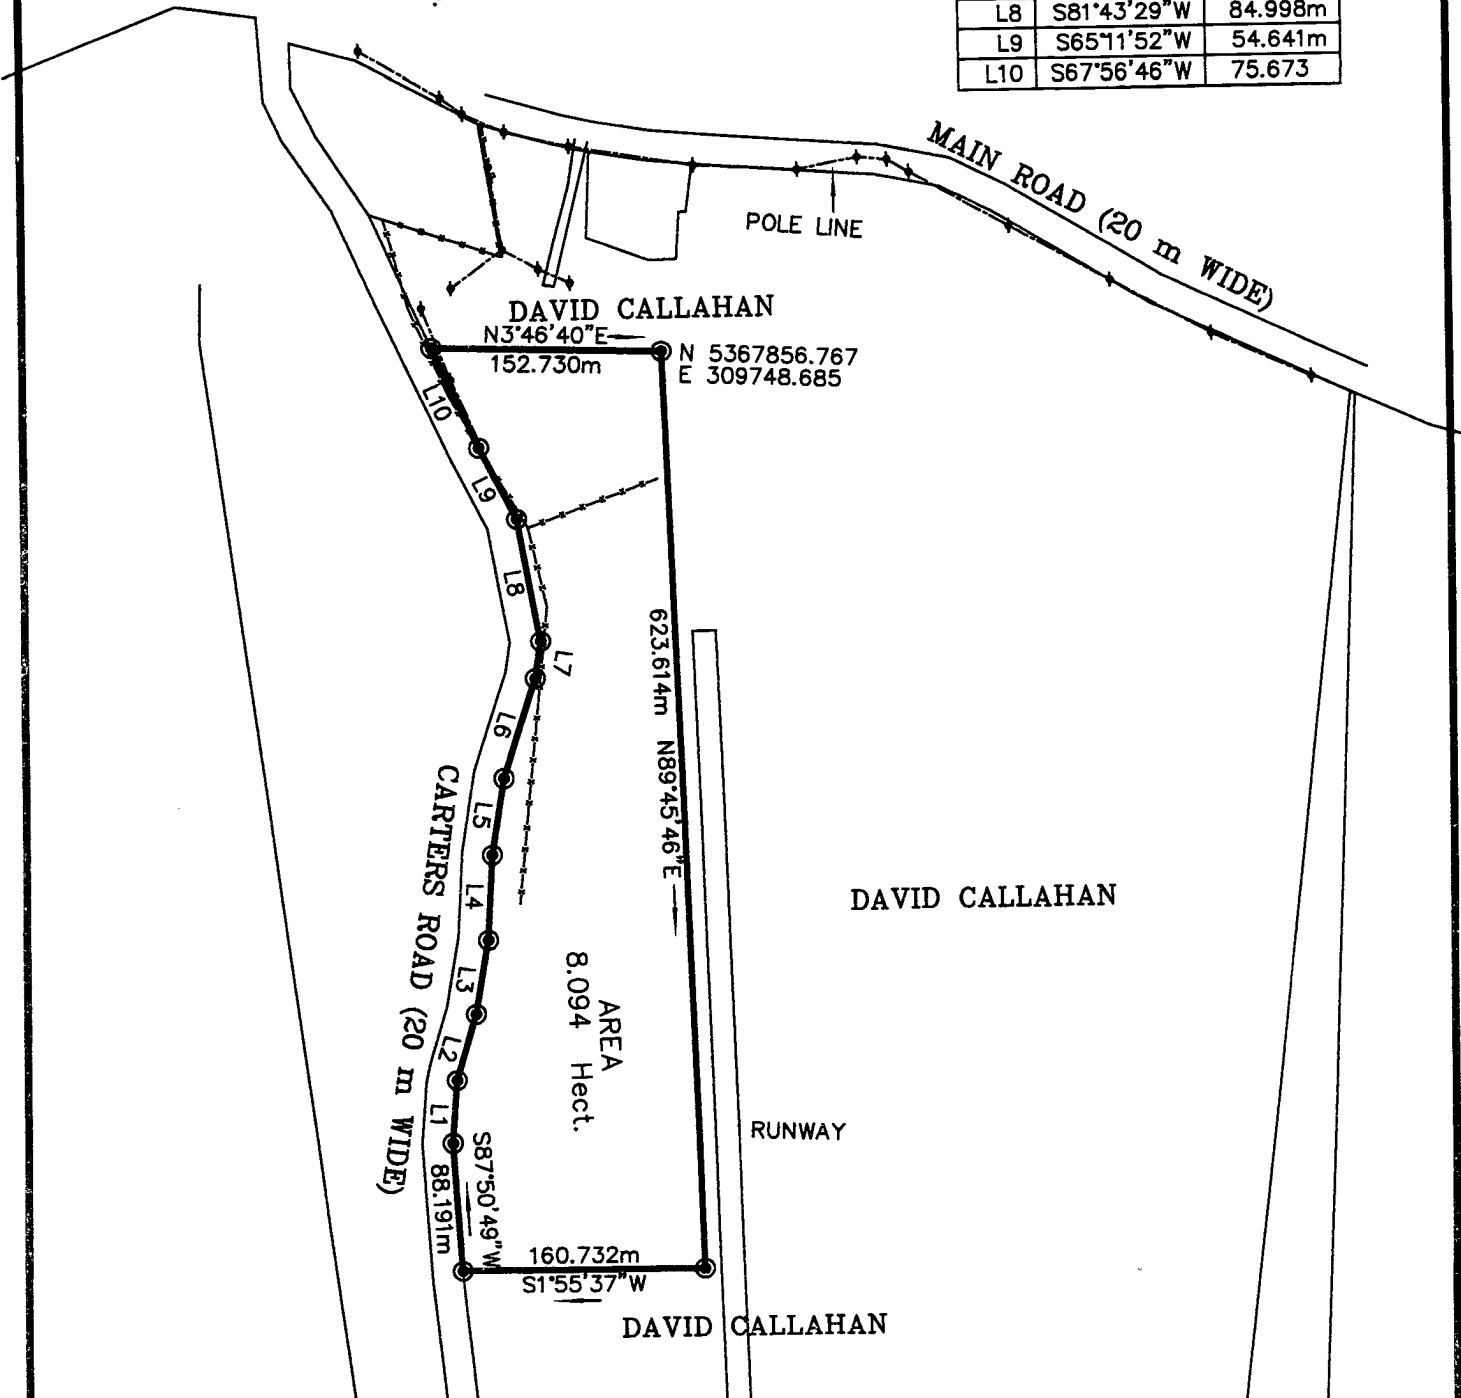 L8 S81°43'29"W 84.998m
L9 S65°11'52"W 54.641m
L10 S67°56'46"W 75.673
MAIN ROAD (20 m WIDE)
POLE LINE
DAVID CALLAHAN
N3°46'40"E
152.730m
N 5367856.767
E 309748.685
L10
L9
L8
L7
L6
L5
L4
L3
L2
L1
623.614m N89°45'46"E
CARTERS ROAD (20 m WIDE)
DAVID CALLAHAN
AREA
8.094 Hect.
RUNWAY
S87°50'49"W
88.191m
160.732m
S1°55'37"W
DAVID CALLAHAN